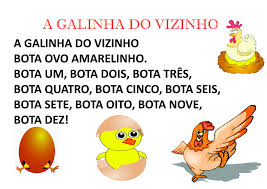 A GALINHA DO VIZINHO
A GALINHA DO VIZINHO
BOTA OVO AMARELINHO.
BOTA UM, BOTA DOIS, BOTA TRÊS,
BOTA QUATRO, BOTA CINCO, BOTA SEIS,
BOTA SETE, BOTA OITO, BOTA NOVE,
BOTA DEZ!